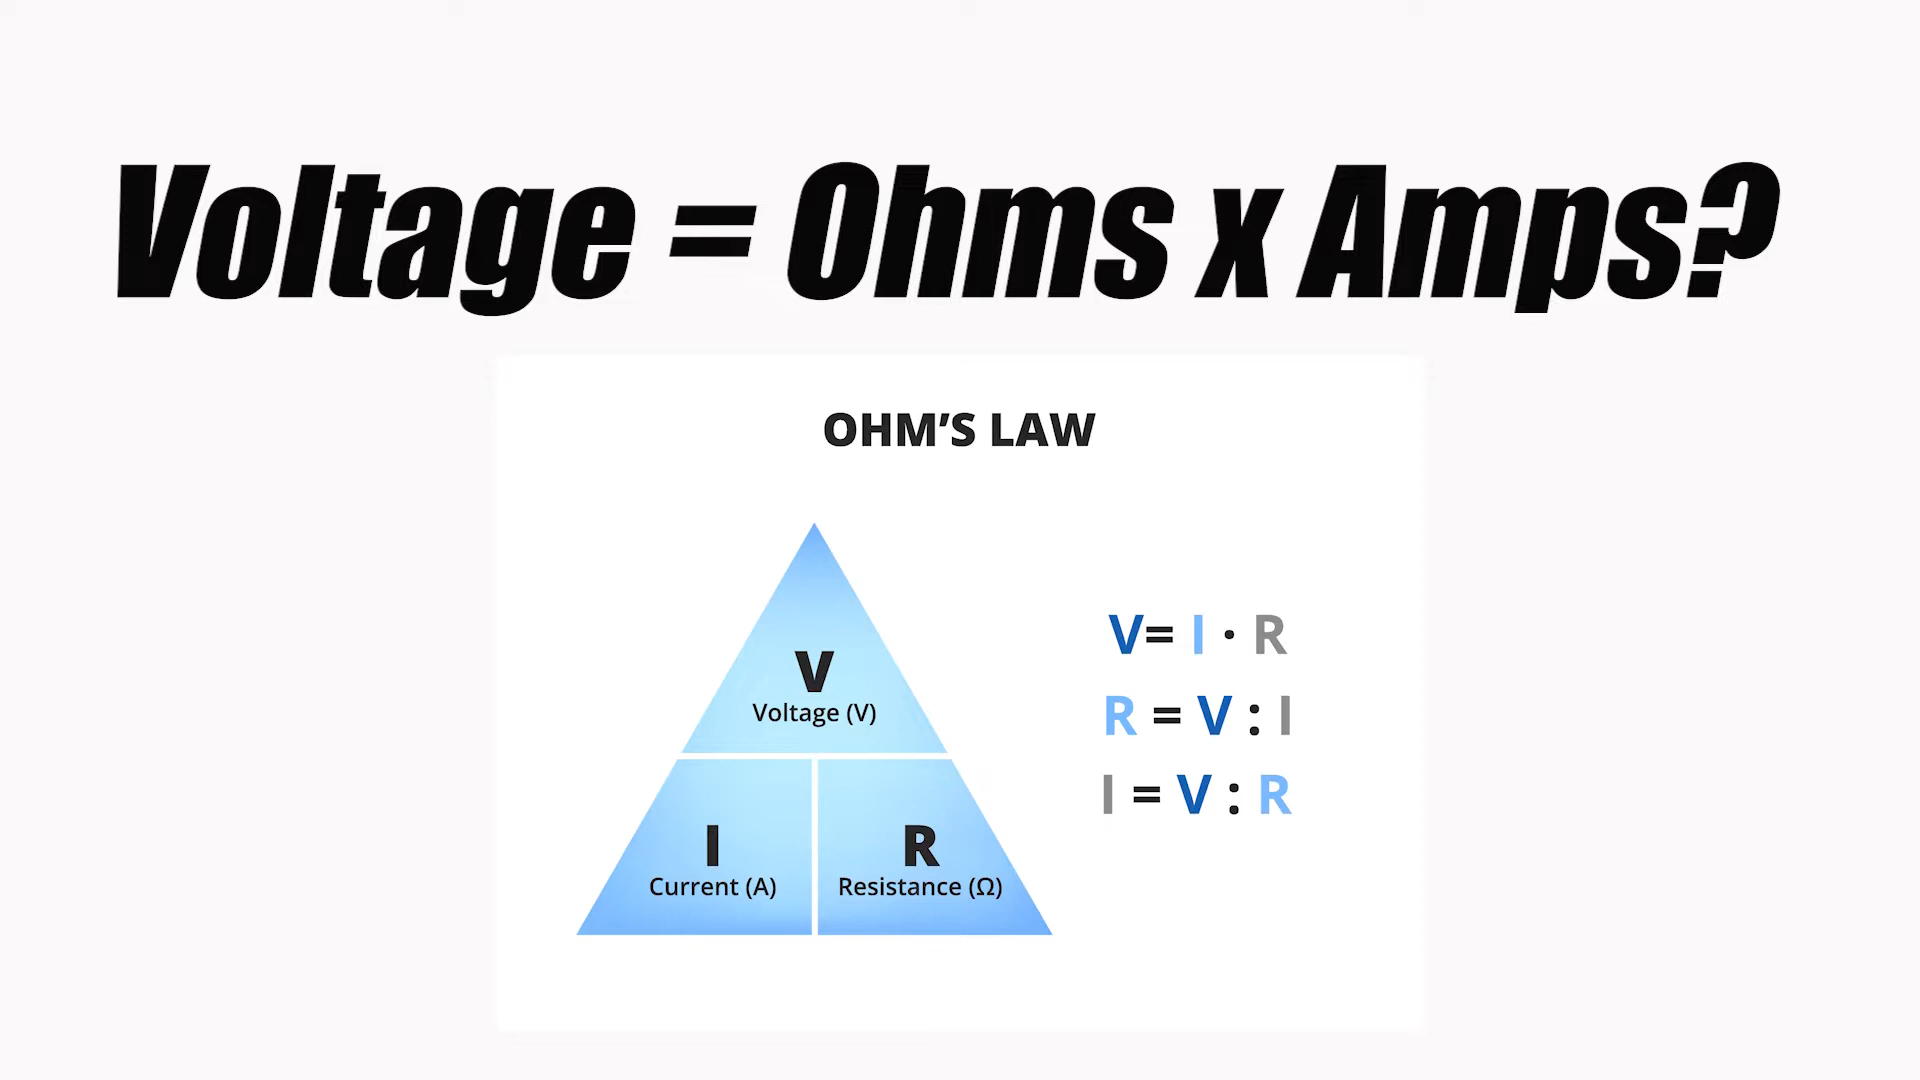 Voltage = Ohms x Amps?
OHM’S LAW
V
Voltage (V)
I
Current (A)
R
Resistance (Ω)
V= I · R
R = V : I
I = V : R